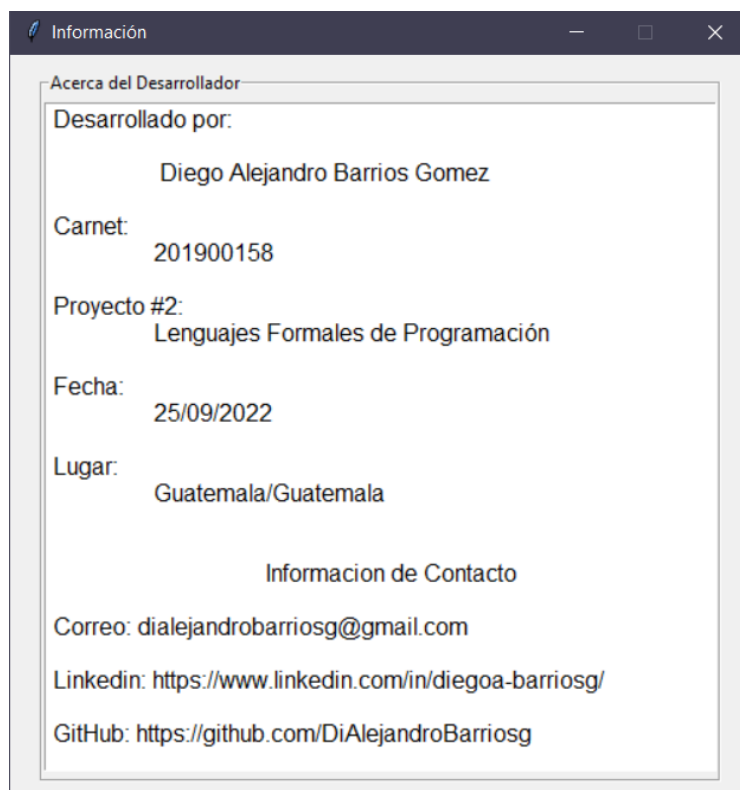 Información
Acerca del Desarrollador
Desarrollado por:
Diego Alejandro Barrios Gomez
Carnet:
201900158
Proyecto #2:
Lenguajes Formales de Programación
Fecha:
25/09/2022
Lugar:
Guatemala/Guatemala
Informacion de Contacto
Correo: dialejandrobarriosg@gmail.com
Linkedin: https://www.linkedin.com/in/diegoa-barriosg/
GitHub: https://github.com/DiAlejandroBarriosg